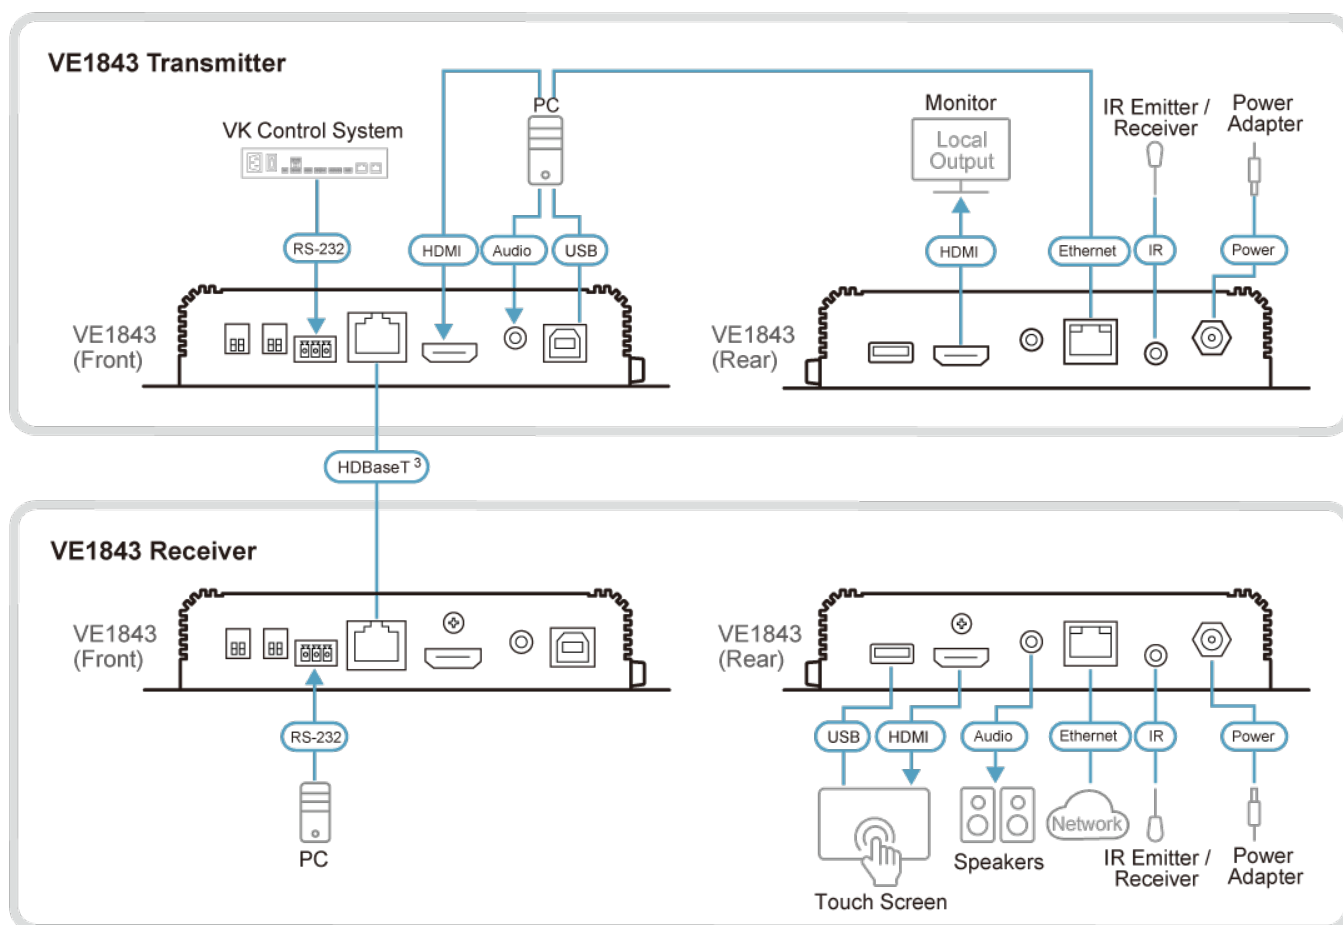 VE1843 Transmitter
PC
VK Control System
Monitor
Local
Output
IR Emitter /
Receiver
Power
Adapter
RS-232
HDMI
Audio
USB
HDMI
Ethernet
IR
Power
VE1843
(Front)
VE1843
(Rear)
HDBaseT 3
VE1843 Receiver
VE1843
(Front)
VE1843
(Rear)
RS-232
PC
USB
HDMI
Audio
Ethernet
IR
Power
Network
Touch Screen
Speakers
IR Emitter /
Receiver
Power
Adapter